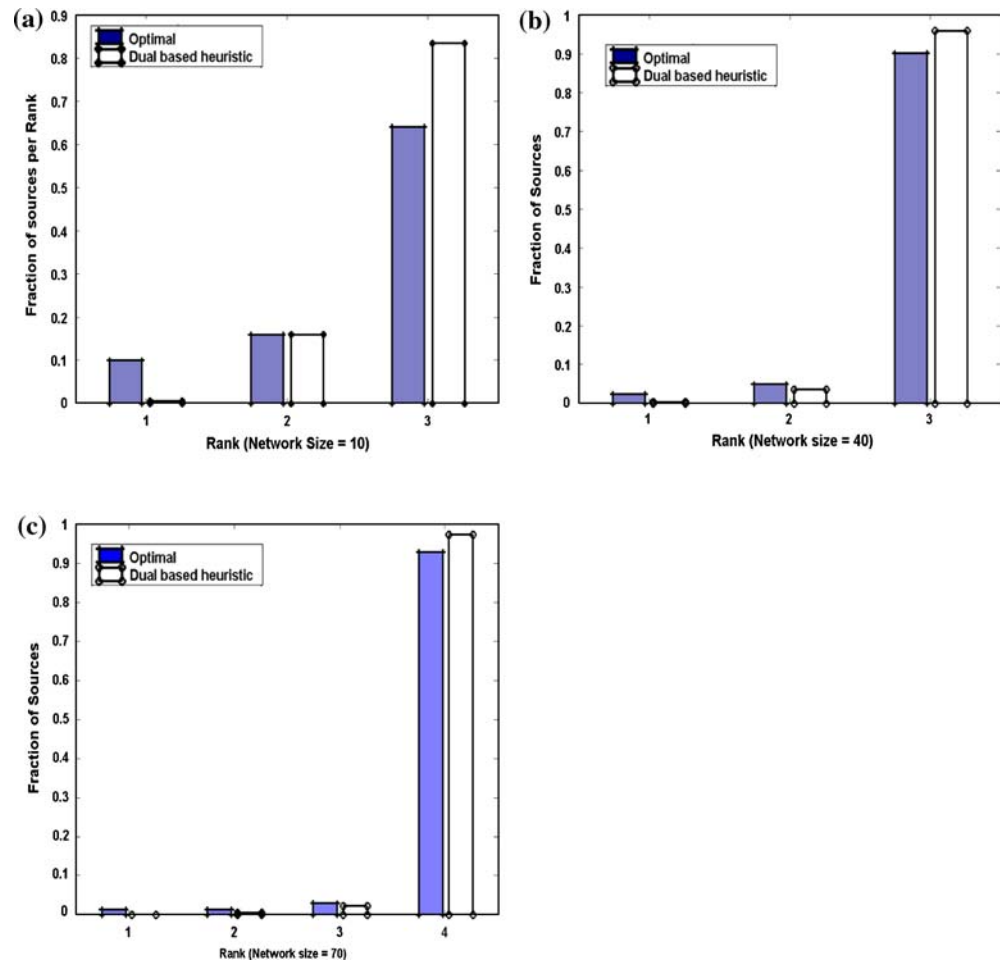 (a)
0.9
0.8
0.7
0.6
0.5
0.4
0.3
0.2
0.1
0
Fraction of sources per Rank
Optimal
Dual based heuristic
1 2 3
Rank (Network Size = 10)
(b)
1
0.9
0.8
0.7
0.6
0.5
0.4
0.3
0.2
0.1
0
Fraction of Sources
Optimal
Dual based heuristic
1 2 3
Rank (Network size = 40)
(c)
1
0.9
0.8
0.7
0.6
0.5
0.4
0.3
0.2
0.1
0
Fraction of Sources
Optimal
Dual based heuristic
1 2 3 4
Rank (Network size = 70)